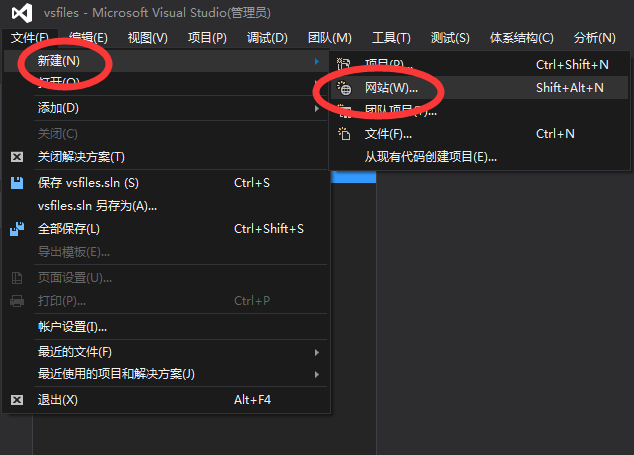 vsfiles - Microsoft Visual Studio(管理员)
文件(F) 编辑(E) 视图(V) 项目(P) 调试(D) 团队(M) 工具(T) 测试(S) 体系结构(C) 分析(N)
新建(N)
打开(O)
添加(D)
关闭(C)
关闭解决方案(T)
保存 vsfiles.sln (S) Ctrl+S
vsfiles.sln 另存为(A)...
全部保存(L) Ctrl+Shift+S
导出模板(E)...
页面设置(U)...
打印(P)... Ctrl+P
帐户设置(I)...
最近的文件(F)
最近使用的项目和解决方案(J)
退出(X) Alt+F4
项目(P)... Ctrl+Shift+N
网站(W)... Shift+Alt+N
团队项目(T)...
文件(F)... Ctrl+N
从现有代码创建项目(E)...